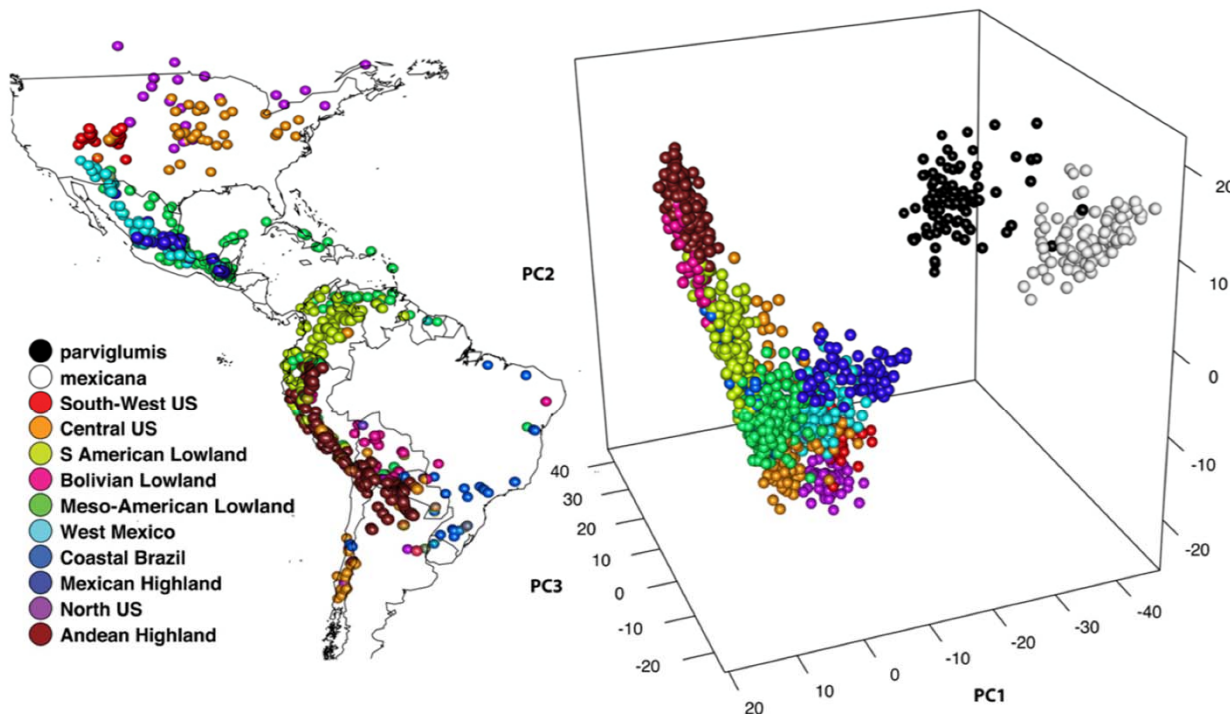 parviglumis
mexicana
South-West US
Central US
S American Lowland
Bolivian Lowland
Meso-American Lowland
West Mexico
Coastal Brazil
Mexican Highland
North US
Andean Highland
PC2
20
10
0
-10
-20
PC3
40
30
20
10
0
-10
-20
20
10
0
-10
-20
-30
-40
PC1